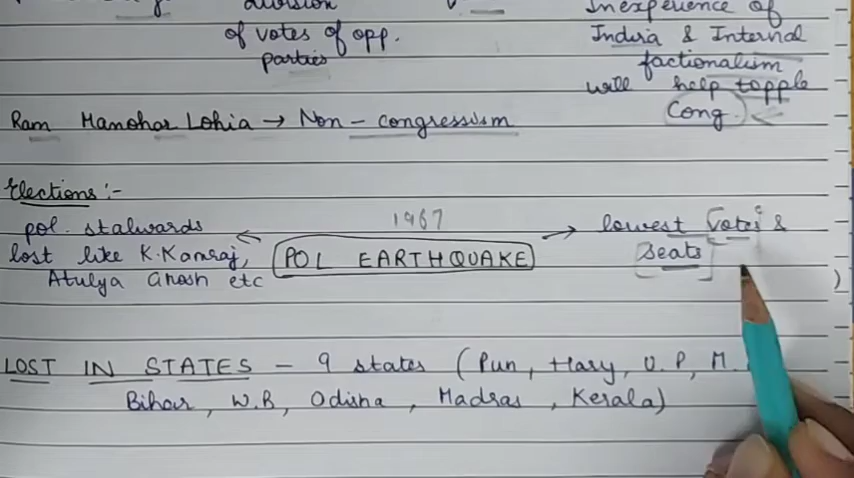 division
of votes of opp.
parties
Inexperience of
Indira & Internal
factionalism
will help topple
Cong.
Ram Manohar Lohia → Non-congressism
Elections:-
pol. stalwards
lost like K.Kamraj,
Atulya Ghosh etc
1967
POL EARTHQUAKE
lowest votes &
seats
LOST IN STATES - 9 states (Pun, Hary, U.P, M.
Bihar, W.B, Odisha, Madras, Kerala)